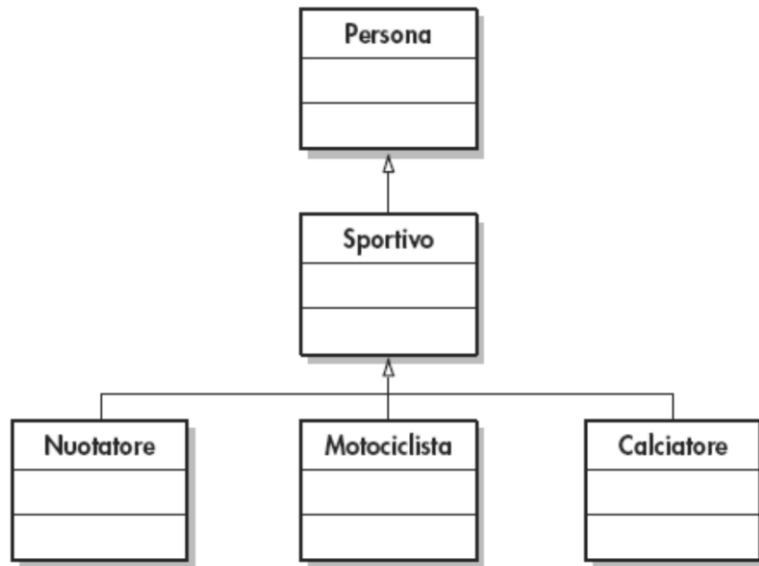 Persona
Sportivo
Nuotatore
Motociclista
Calciatore